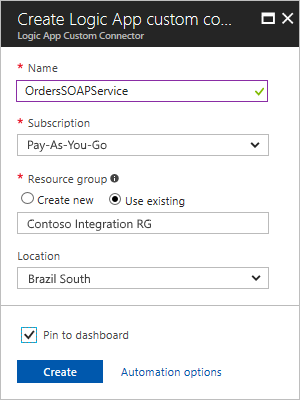 Create Logic App custom co...
Logic App Custom Connector
* Name
OrdersSOAPService
* Subscription
Pay-As-You-Go
* Resource group
Create new Use existing
Contoso Integration RG
Location
Brazil South
Pin to dashboard
Create Automation options